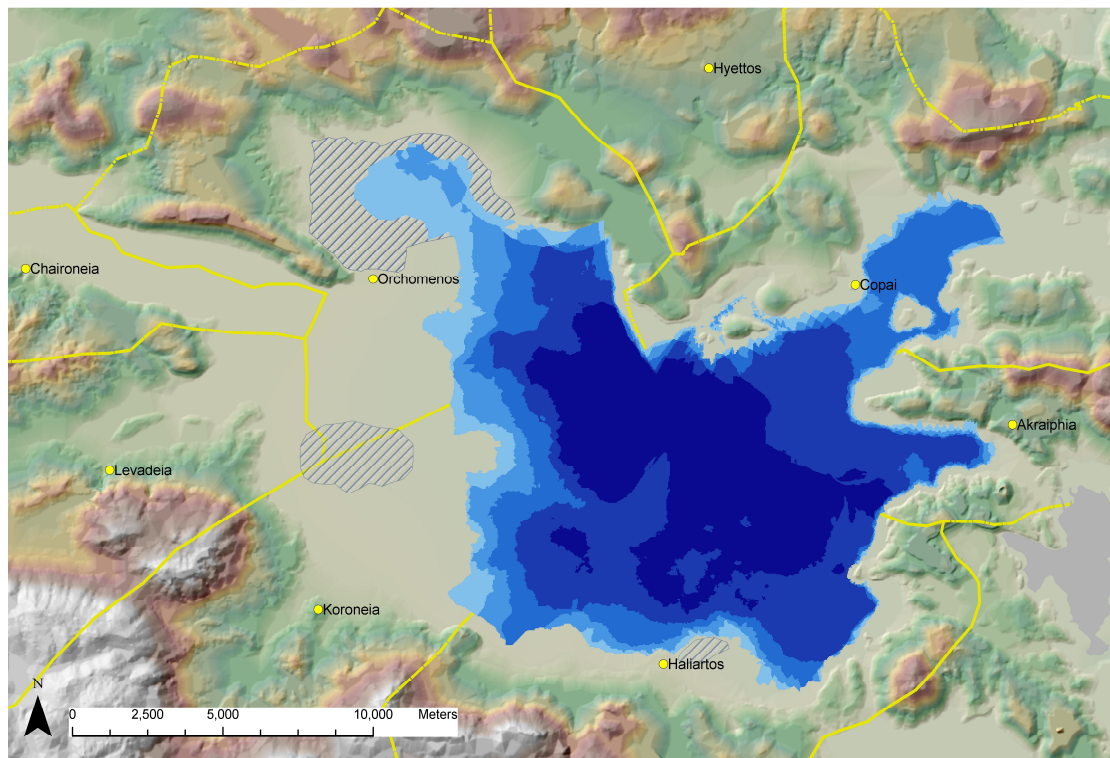 Hyettos
Chaironeia
Orchomenos
Copai
Akraiphia
Levadeia
Koroneia
Haliartos
N
0 2,500 5,000 10,000 Meters